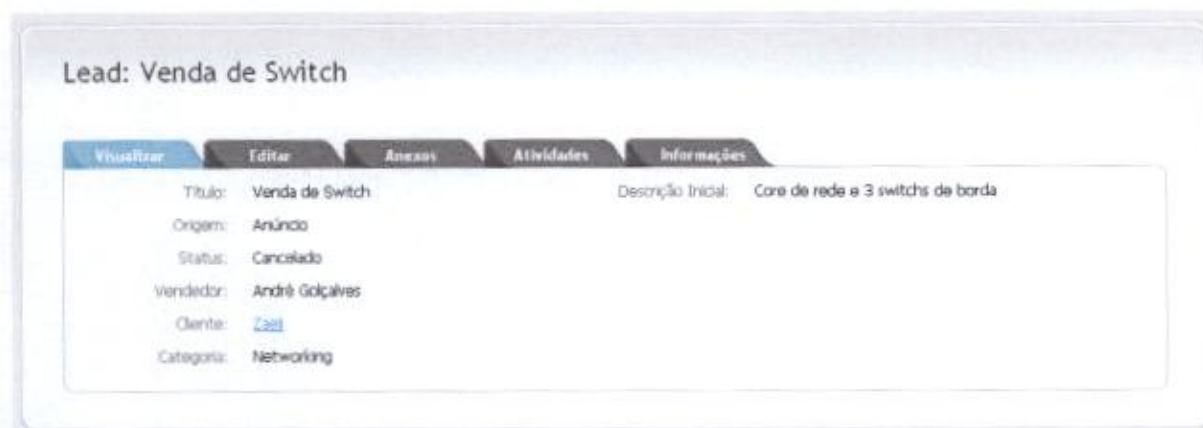 Lead: Venda de Switch
Visualizar Editar Anexos Atividades Informações
Título: Venda de Switch Descrição Inicial: Core de rede e 3 switchs de borda
Origem: Anúncio
Status: Cancelado
Vendedor: André Golçalves
Cliente: Zaeli
Categoria: Networking